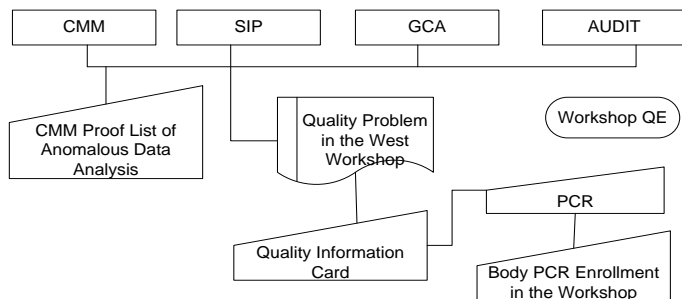 CMM
SIP
GCA
AUDIT
CMM Proof List of
Anomalous Data
Analysis
Quality Problem
in the West
Workshop
Workshop QE
Quality Information
Card
PCR
Body PCR Enrollment
in the Workshop